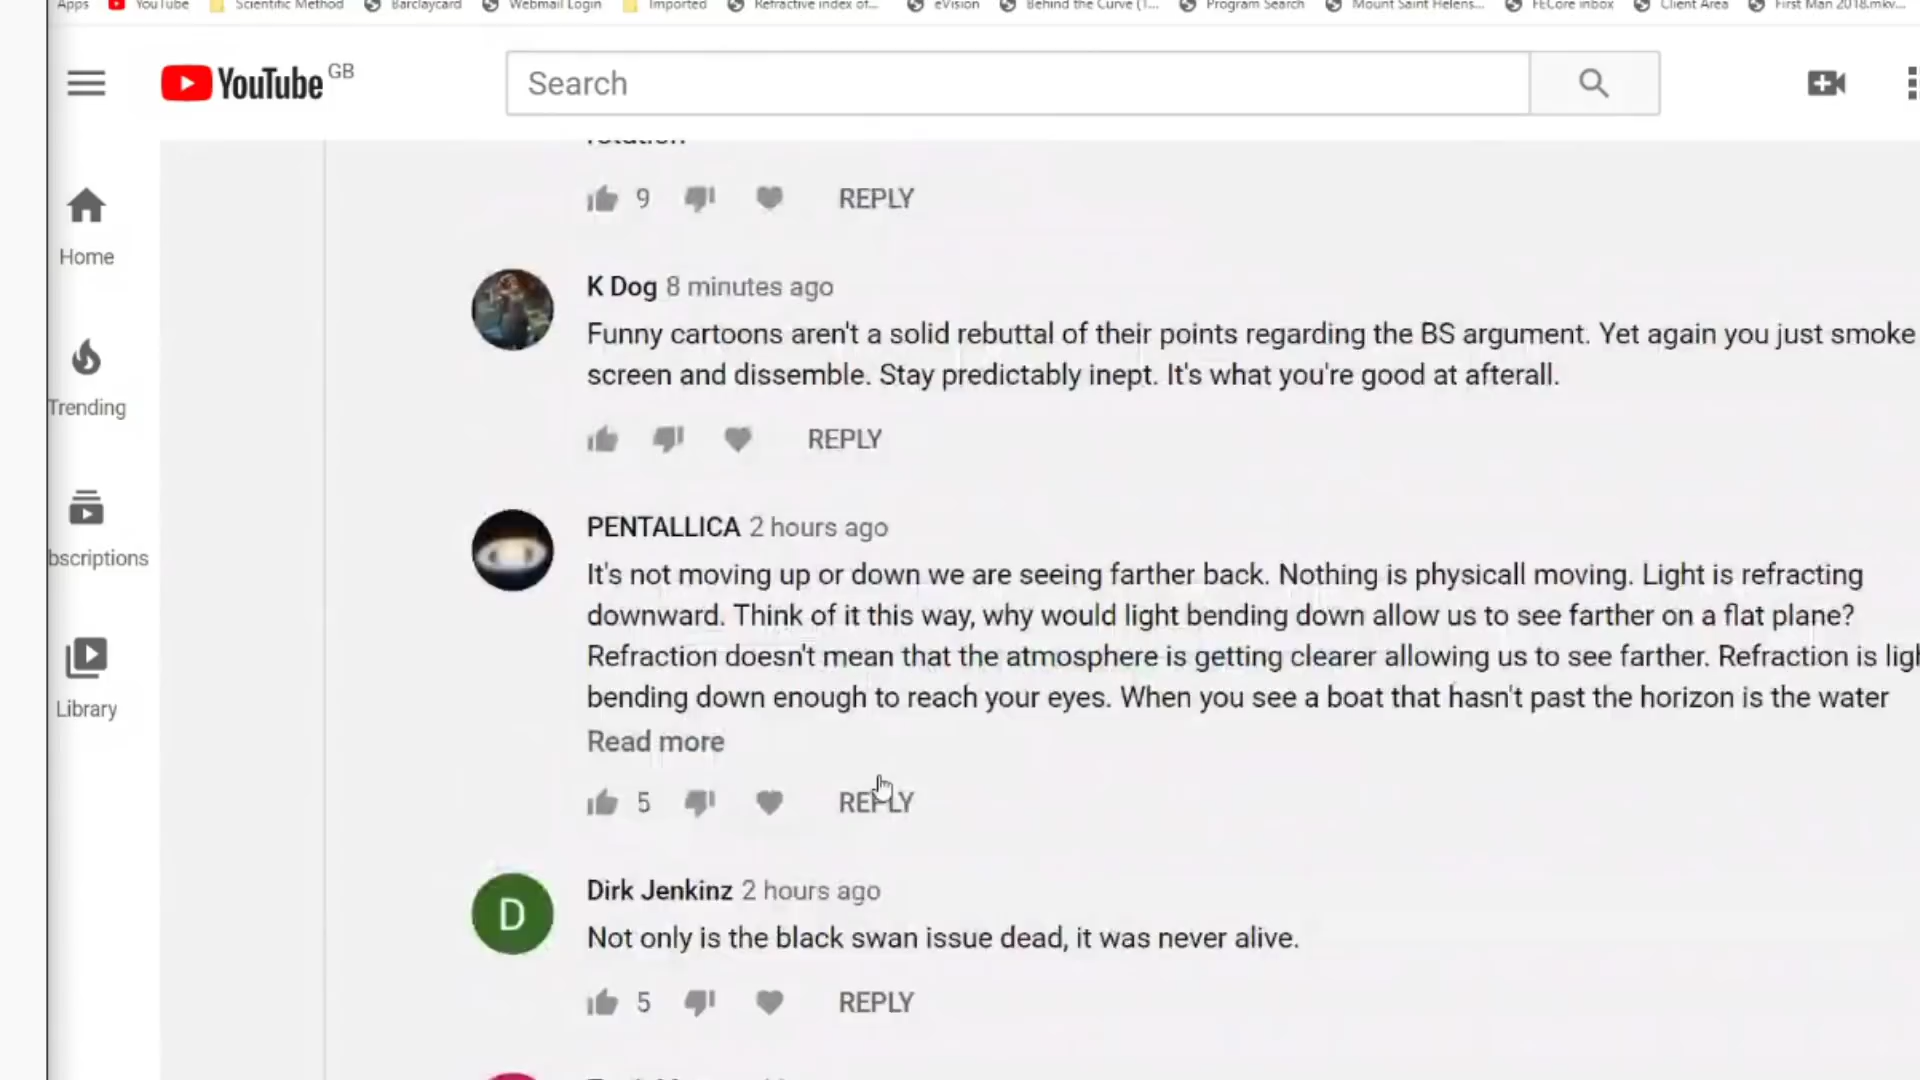 Apps YouTube Scientific Method Barclaycard Webmail Login Imported Refractive index of... eVision Behind the Curve (1... Program Search Mount Saint Helens... FECore inbox Client Area First Man 2018.mkv...
YouTube GB
Search
rotation
9 REPLY
Home
K Dog 8 minutes ago
Funny cartoons aren't a solid rebuttal of their points regarding the BS argument. Yet again you just smoke
screen and dissemble. Stay predictably inept. It's what you're good at afterall.
Trending
REPLY
PENTALLICA 2 hours ago
bscriptions
It's not moving up or down we are seeing farther back. Nothing is physicall moving. Light is refracting
downward. Think of it this way, why would light bending down allow us to see farther on a flat plane?
Refraction doesn't mean that the atmosphere is getting clearer allowing us to see farther. Refraction is ligh
bending down enough to reach your eyes. When you see a boat that hasn't past the horizon is the water
Library
Read more
5 REPLY
D
Dirk Jenkinz 2 hours ago
Not only is the black swan issue dead, it was never alive.
5 REPLY